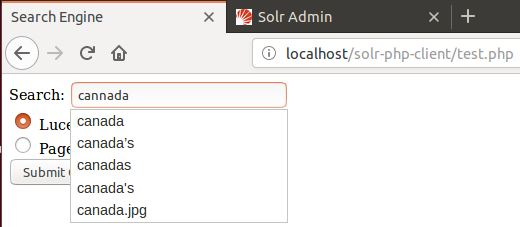 Search Engine
Solr Admin
localhost/solr-php-client/test.php
Search: cannada
canada
Luce
canada's
canadas
Page
canada's
Submit
canada.jpg